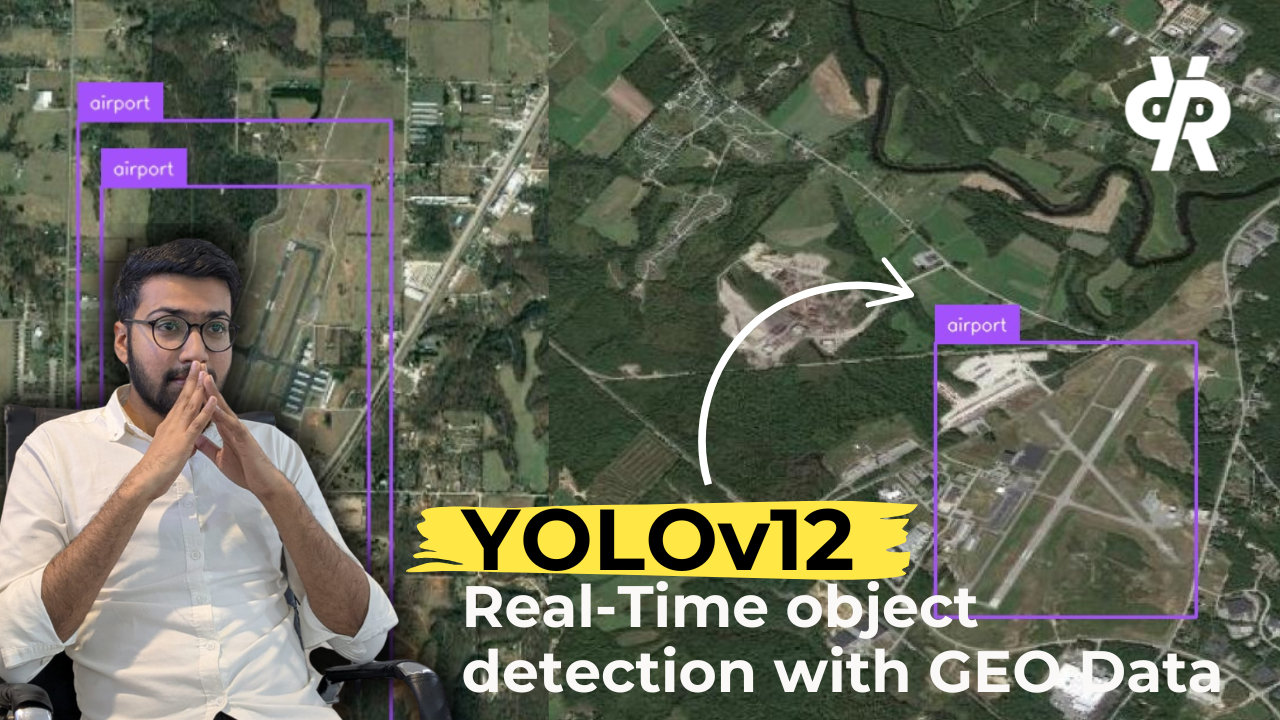 airport
airport
airport
YOLOv12
Real-Time object
detection with GEO Data